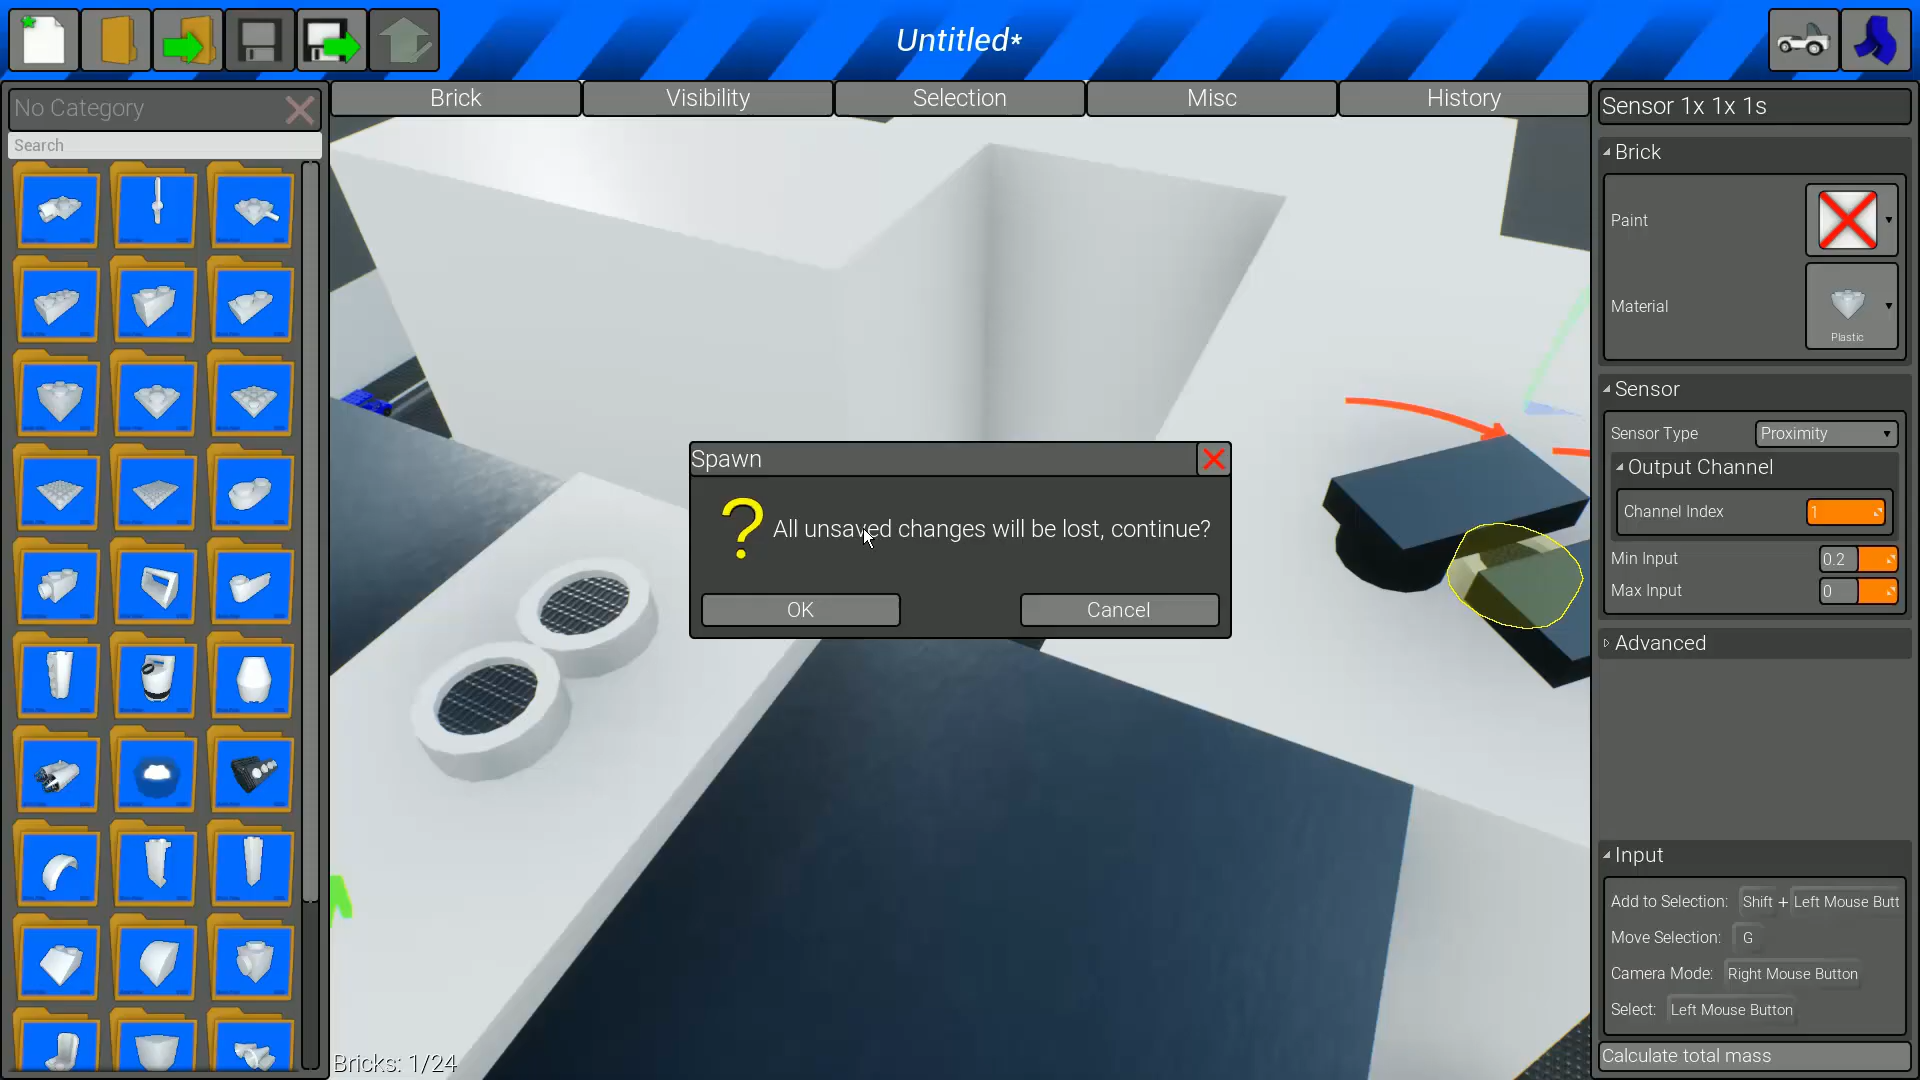 Untitled*
No Category
Search
Brick
Visibility
Selection
Misc
History
Sensor 1x 1x 1s
Brick
Paint
Material
Plastic
Sensor
Sensor Type
Proximity
Output Channel
Channel Index
1
Min Input
0.2
Max Input
0
Advanced
Spawn
All unsaved changes will be lost, continue?
OK
Cancel
Input
Add to Selection: Shift + Left Mouse Butt
Move Selection: G
Camera Mode: Right Mouse Button
Select: Left Mouse Button
Calculate total mass
Bricks: 1/24